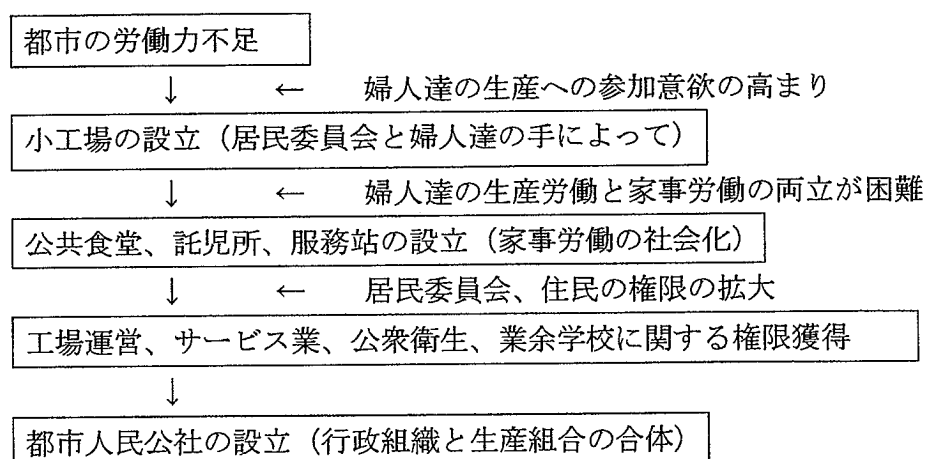 都市の労働力不足
↓ ← 婦人達の生産への参加意欲の高まり
小工場の設立（居民委員会と婦人達の手によって）
↓ ← 婦人達の生産労働と家事労働の両立が困難
公共食堂、託児所、服務站の設立（家事労働の社会化）
↓ ← 居民委員会、住民の権限の拡大
工場運営、サービス業、公衆衛生、業余学校に関する権限獲得
↓
都市人民公社の設立（行政組織と生産組合の合体）